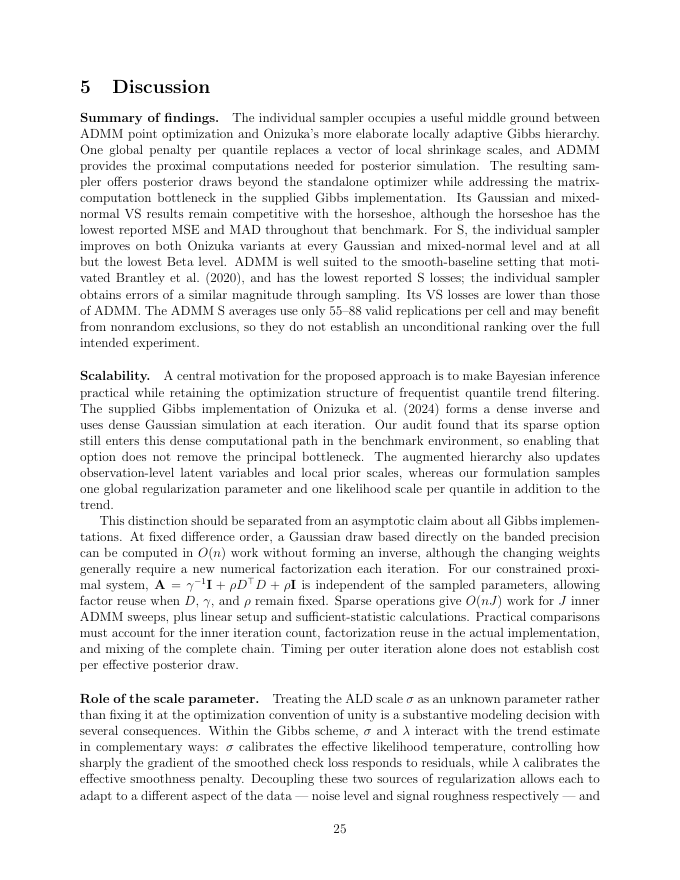 5 Discussion
Summary of findings. The individual sampler occupies a useful middle ground between
ADMM point optimization and Onizuka's more elaborate locally adaptive Gibbs hierarchy.
One global penalty per quantile replaces a vector of local shrinkage scales, and ADMM
provides the proximal computations needed for posterior simulation. The resulting sam-
pler offers posterior draws beyond the standalone optimizer while addressing the matrix-
computation bottleneck in the supplied Gibbs implementation. Its Gaussian and mixed-
normal VS results remain competitive with the horseshoe, although the horseshoe has the
lowest reported MSE and MAD throughout that benchmark. For S, the individual sampler
improves on both Onizuka variants at every Gaussian and mixed-normal level and at all
but the lowest Beta level. ADMM is well suited to the smooth-baseline setting that moti-
vated Brantley et al. (2020), and has the lowest reported S losses; the individual sampler
obtains errors of a similar magnitude through sampling. Its VS losses are lower than those
of ADMM. The ADMM S averages use only 55–88 valid replications per cell and may benefit
from nonrandom exclusions, so they do not establish an unconditional ranking over the full
intended experiment.
Scalability. A central motivation for the proposed approach is to make Bayesian inference
practical while retaining the optimization structure of frequentist quantile trend filtering.
The supplied Gibbs implementation of Onizuka et al. (2024) forms a dense inverse and
uses dense Gaussian simulation at each iteration. Our audit found that its sparse option
still enters this dense computational path in the benchmark environment, so enabling that
option does not remove the principal bottleneck. The augmented hierarchy also updates
observation-level latent variables and local prior scales, whereas our formulation samples
one global regularization parameter and one likelihood scale per quantile in addition to the
trend.
This distinction should be separated from an asymptotic claim about all Gibbs implemen-
tations. At fixed difference order, a Gaussian draw based directly on the banded precision
can be computed in O(n) work without forming an inverse, although the changing weights
generally require a new numerical factorization each iteration. For our constrained proxi-
mal system, A = γ⁻¹I + ρD⊤D + ρI is independent of the sampled parameters, allowing
factor reuse when D, γ, and ρ remain fixed. Sparse operations give O(nJ) work for J inner
ADMM sweeps, plus linear setup and sufficient-statistic calculations. Practical comparisons
must account for the inner iteration count, factorization reuse in the actual implementation,
and mixing of the complete chain. Timing per outer iteration alone does not establish cost
per effective posterior draw.
Role of the scale parameter. Treating the ALD scale σ as an unknown parameter rather
than fixing it at the optimization convention of unity is a substantive modeling decision with
several consequences. Within the Gibbs scheme, σ and λ interact with the trend estimate
in complementary ways: σ calibrates the effective likelihood temperature, controlling how
sharply the gradient of the smoothed check loss responds to residuals, while λ calibrates the
effective smoothness penalty. Decoupling these two sources of regularization allows each to
adapt to a different aspect of the data — noise level and signal roughness respectively — and
25